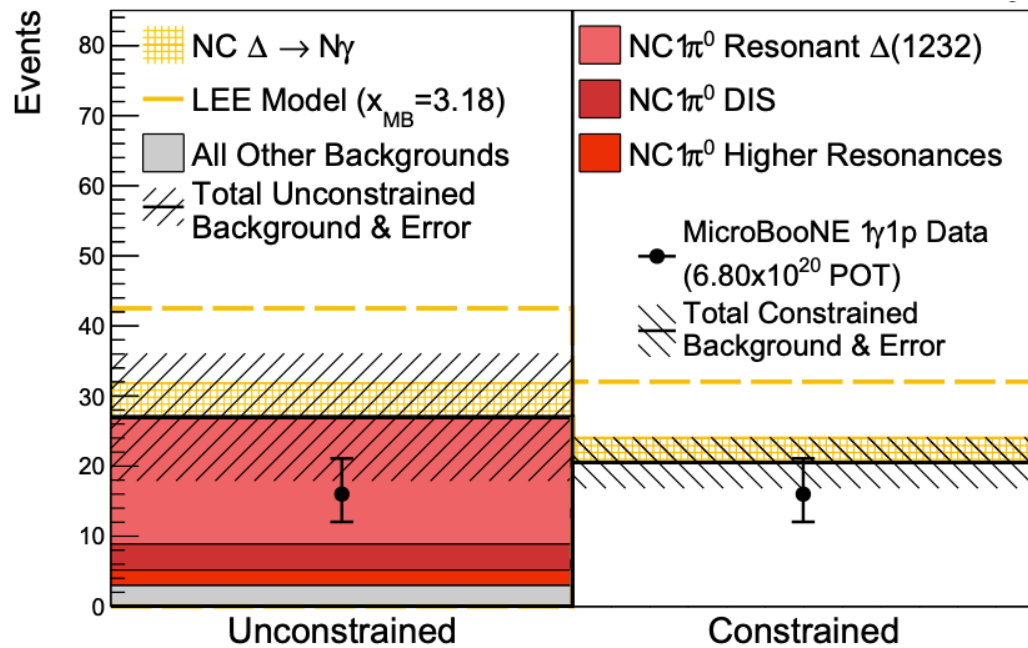 Events
80
70
60
50
40
30
20
10
0
NC Δ → Nγ
LEE Model (x_MB=3.18)
All Other Backgrounds
Total Unconstrained
Background & Error
NC1π⁰ Resonant Δ(1232)
NC1π⁰ DIS
NC1π⁰ Higher Resonances
MicroBooNE 1γ1p Data
(6.80x10²⁰ POT)
Total Constrained
Background & Error
Unconstrained
Constrained